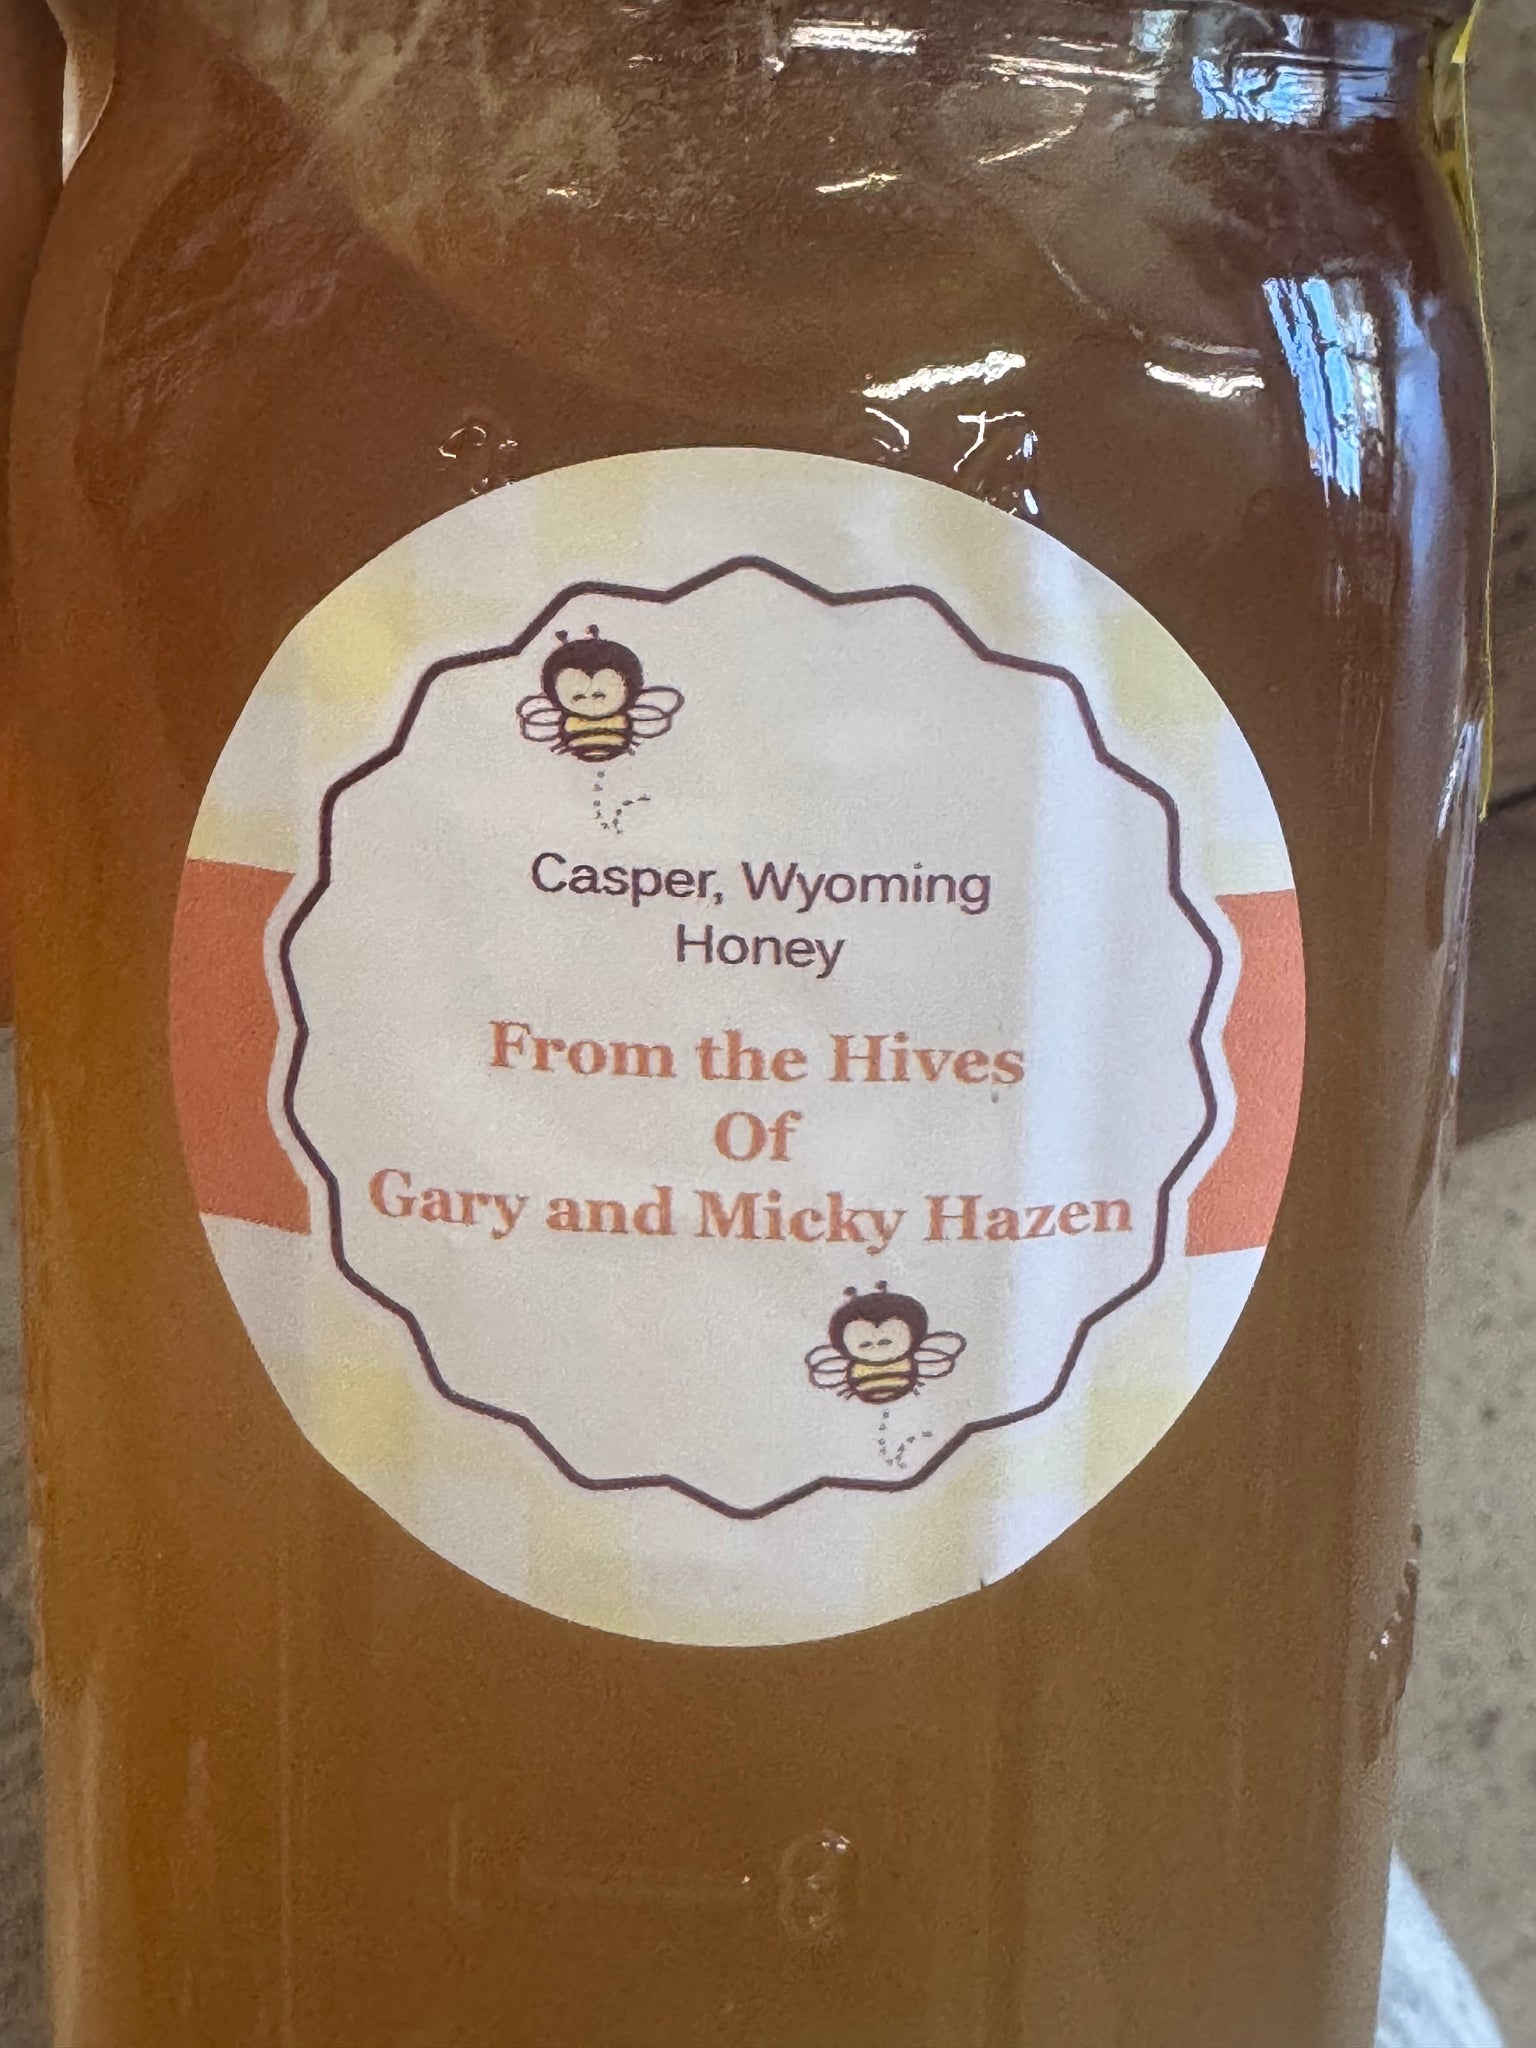 Casper, Wyoming
Honey
From the Hives
Of
Gary and Micky Hazen